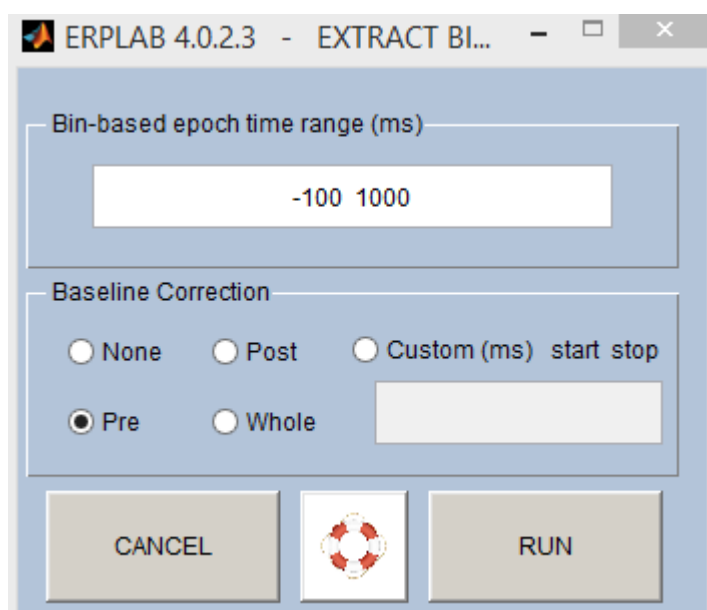 ERPLAB 4.0.2.3 - EXTRACT BI...
Bin-based epoch time range (ms)
-100 1000
Baseline Correction
None Post Custom (ms) start stop
Pre Whole
CANCEL RUN